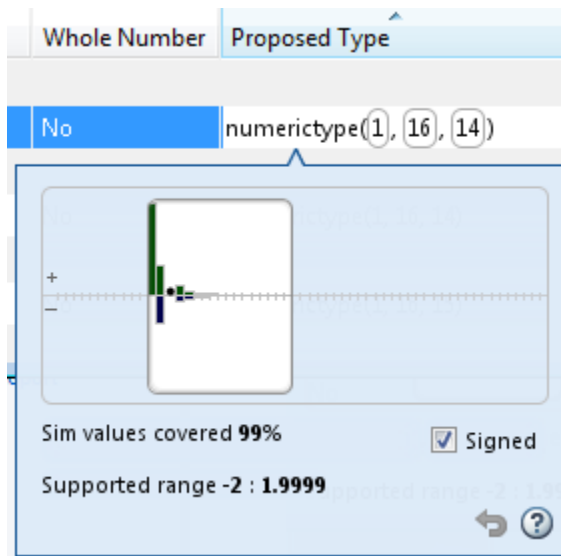 Whole Number Proposed Type
No numerictype(1, 16, 14)
+
−
Sim values covered 99% Signed
Supported range -2 : 1.9999
?